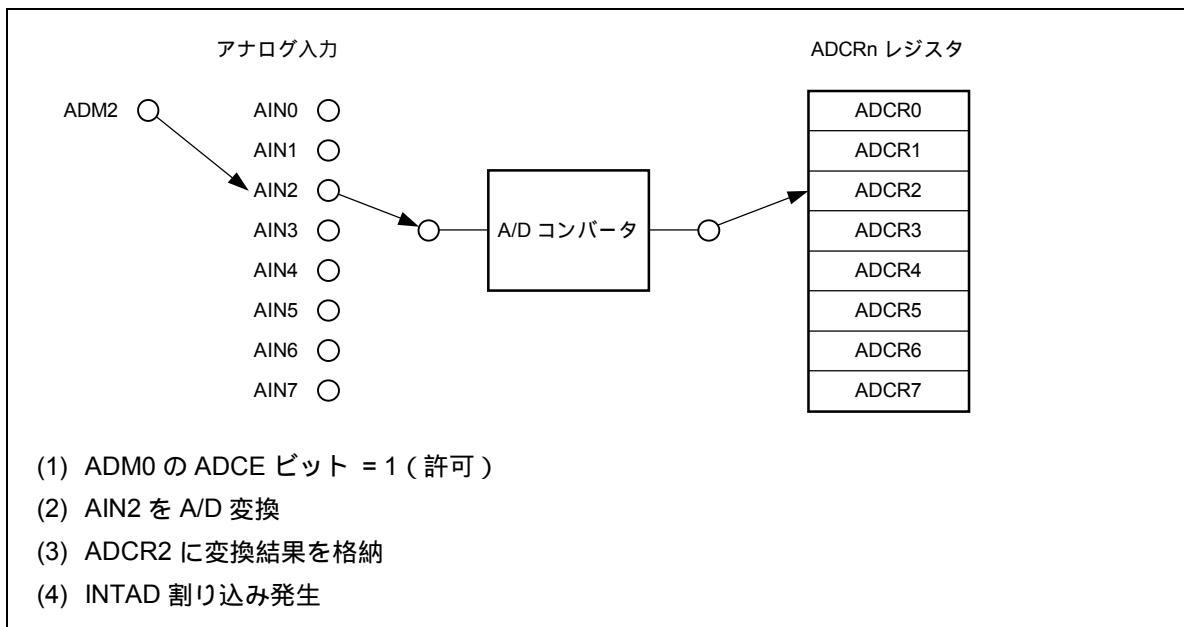 アナログ入力
ADCRn レジスタ
ADM2
AIN0
AIN1
AIN2
AIN3
AIN4
AIN5
AIN6
AIN7
A/D コンバータ
ADCR0
ADCR1
ADCR2
ADCR3
ADCR4
ADCR5
ADCR6
ADCR7
(1) ADM0 の ADCE ビット = 1 ( 許可 )
(2) AIN2 を A/D 変換
(3) ADCR2 に変換結果を格納
(4) INTAD 割り込み発生